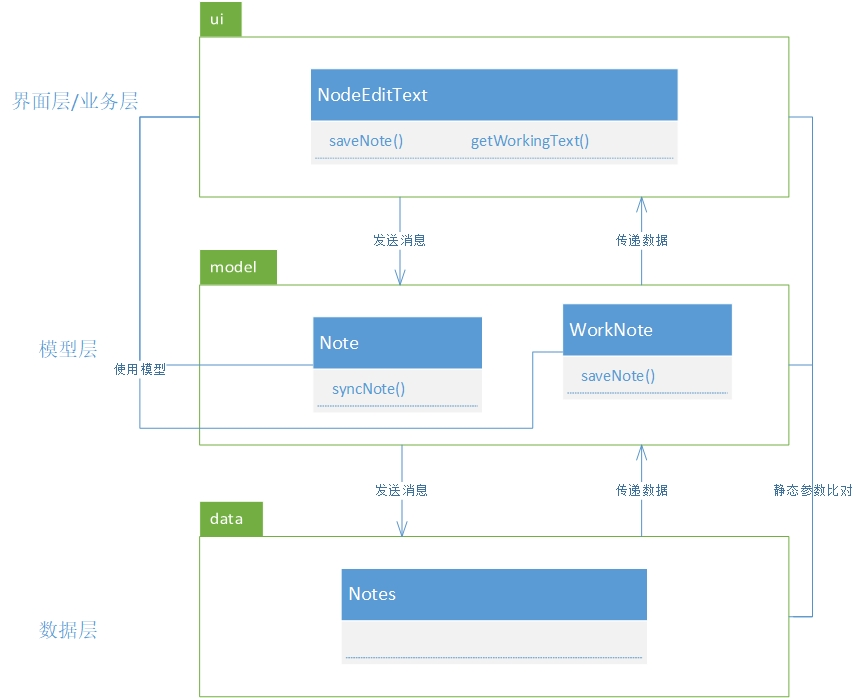 ui
界面层/业务层
NodeEditText
saveNote() getWorkingText()
发送消息
传递数据
model
模型层
Note
WorkNote
使用模型
syncNote()
saveNote()
发送消息
传递数据
静态参数比对
data
数据层
Notes